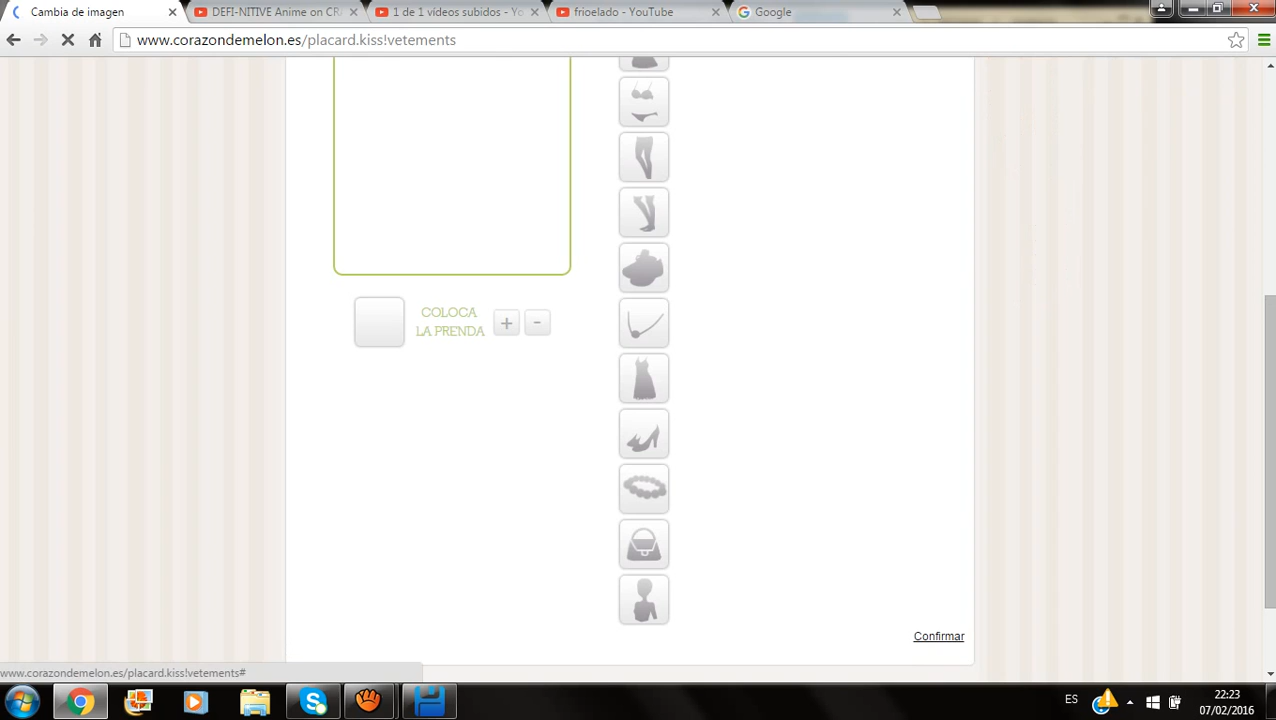 Cambia de imagen
DEFI-NITIVE Anime on CR
1 de 1 vídeos subidos - Yo
frioelado - YouTube
Google
www.corazondemelon.es/placard.kiss!vetements
COLOCA
LA PRENDA
+
-
Confirmar
www.corazondemelon.es/placard.kiss!vetements#
ES
22:23
07/02/2016